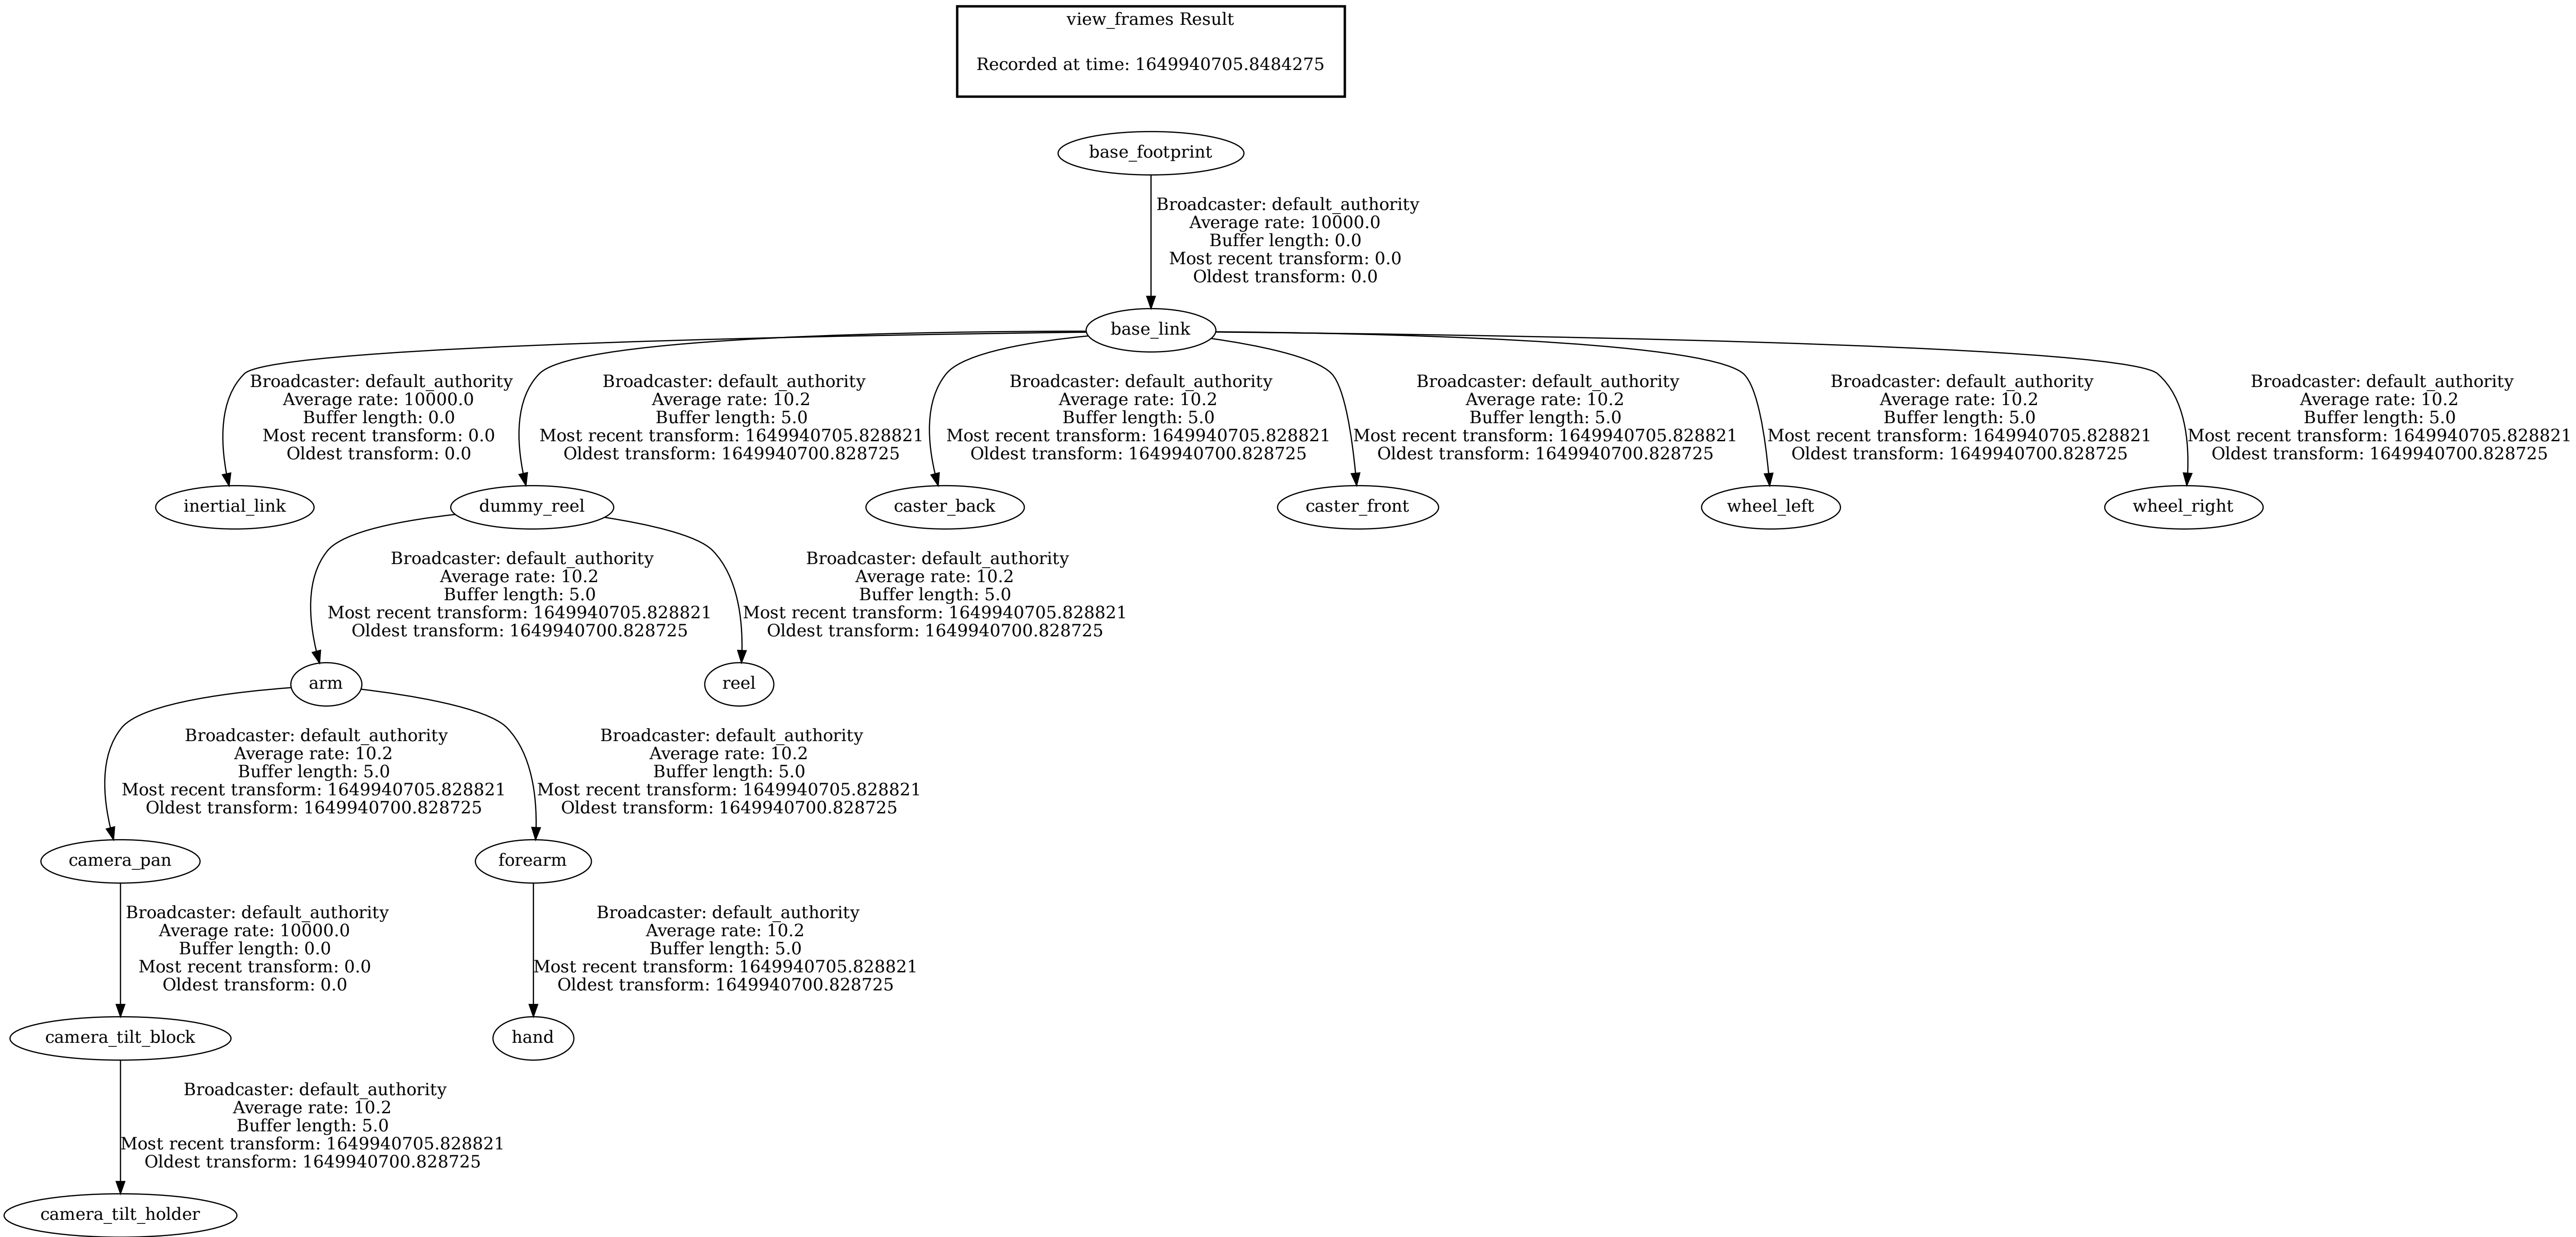 view_frames Result
Recorded at time: 1649940705.8484275
base_footprint
Broadcaster: default_authority
Average rate: 10000.0
Buffer length: 0.0
Most recent transform: 0.0
Oldest transform: 0.0
base_link
Broadcaster: default_authority
Average rate: 10000.0
Buffer length: 0.0
Most recent transform: 0.0
Oldest transform: 0.0
Broadcaster: default_authority
Average rate: 10.2
Buffer length: 5.0
Most recent transform: 1649940705.828821
Oldest transform: 1649940700.828725
Broadcaster: default_authority
Average rate: 10.2
Buffer length: 5.0
Most recent transform: 1649940705.828821
Oldest transform: 1649940700.828725
Broadcaster: default_authority
Average rate: 10.2
Buffer length: 5.0
Most recent transform: 1649940705.828821
Oldest transform: 1649940700.828725
Broadcaster: default_authority
Average rate: 10.2
Buffer length: 5.0
Most recent transform: 1649940705.828821
Oldest transform: 1649940700.828725
Broadcaster: default_authority
Average rate: 10.2
Buffer length: 5.0
Most recent transform: 1649940705.828821
Oldest transform: 1649940700.828725
inertial_link
dummy_reel
caster_back
caster_front
wheel_left
wheel_right
Broadcaster: default_authority
Average rate: 10.2
Buffer length: 5.0
Most recent transform: 1649940705.828821
Oldest transform: 1649940700.828725
Broadcaster: default_authority
Average rate: 10.2
Buffer length: 5.0
Most recent transform: 1649940705.828821
Oldest transform: 1649940700.828725
arm
reel
Broadcaster: default_authority
Average rate: 10.2
Buffer length: 5.0
Most recent transform: 1649940705.828821
Oldest transform: 1649940700.828725
Broadcaster: default_authority
Average rate: 10.2
Buffer length: 5.0
Most recent transform: 1649940705.828821
Oldest transform: 1649940700.828725
camera_pan
forearm
Broadcaster: default_authority
Average rate: 10000.0
Buffer length: 0.0
Most recent transform: 0.0
Oldest transform: 0.0
Broadcaster: default_authority
Average rate: 10.2
Buffer length: 5.0
Most recent transform: 1649940705.828821
Oldest transform: 1649940700.828725
camera_tilt_block
hand
Broadcaster: default_authority
Average rate: 10.2
Buffer length: 5.0
Most recent transform: 1649940705.828821
Oldest transform: 1649940700.828725
camera_tilt_holder